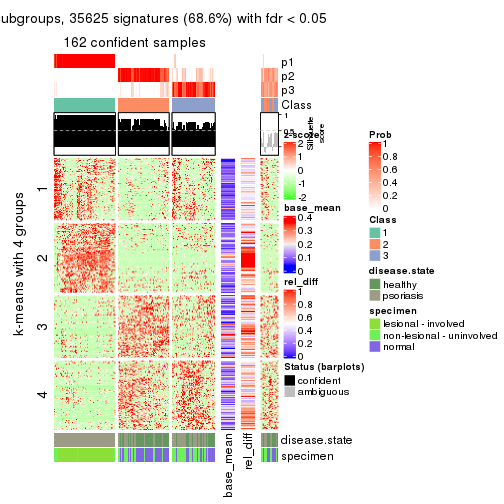 ubgroups, 35625 signatures (68.6%) with fdr < 0.05
162 confident samples
p1
p2
p3
Class
1
0.5
0
Silhouette
score
k-means with 4 groups
1
2
3
4
base_mean
rel_diff
disease.state
specimen
z-score
2
1
0
-1
-2
base_mean
0.4
0.3
0.2
0.1
0
rel_diff
1
0.8
0.6
0.4
0.2
0
Status (barplots)
confident
ambiguous
Prob
1
0.8
0.6
0.4
0.2
0
Class
1
2
3
disease.state
healthy
psoriasis
specimen
lesional - involved
non-lesional - uninvolved
normal